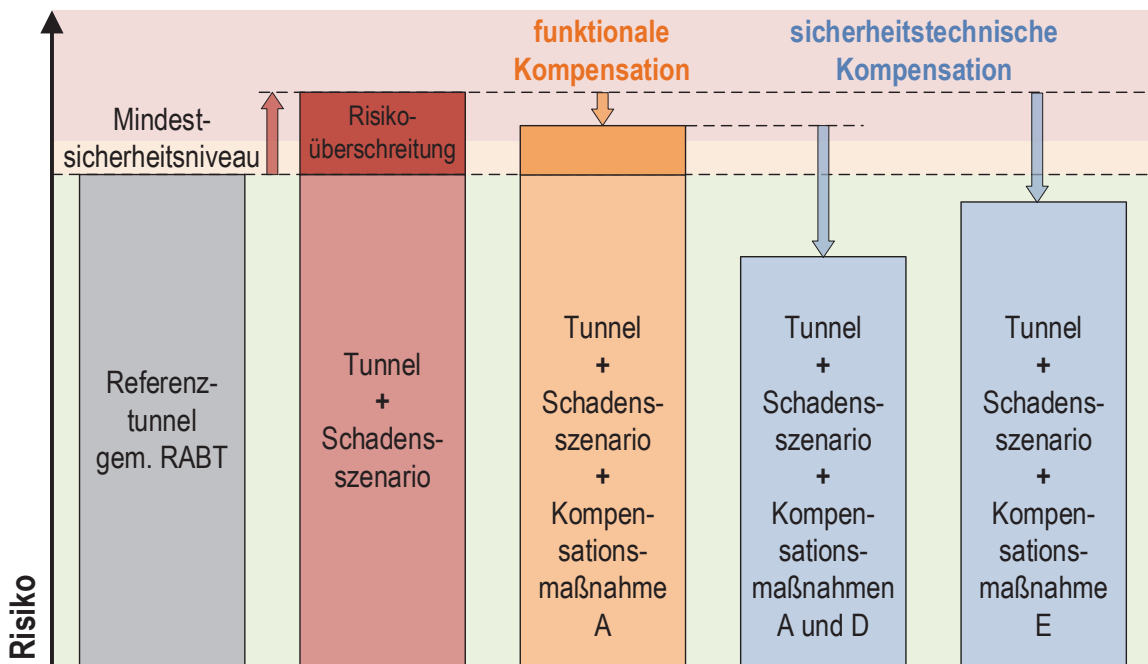 funktionale
Kompensation
sicherheitstechnische
Kompensation
Mindest-
sicherheitsniveau
Risiko-
überschreitung
Referenz-
tunnel
gem. RABT
Tunnel
+
Schadens-
szenario
Tunnel
+
Schadens-
szenario
+
Kompen-
sations-
maßnahme
A
Tunnel
+
Schadens-
szenario
+
Kompen-
sations-
maßnahmen
A und D
Tunnel
+
Schadens-
szenario
+
Kompen-
sations-
maßnahme
E
Risiko